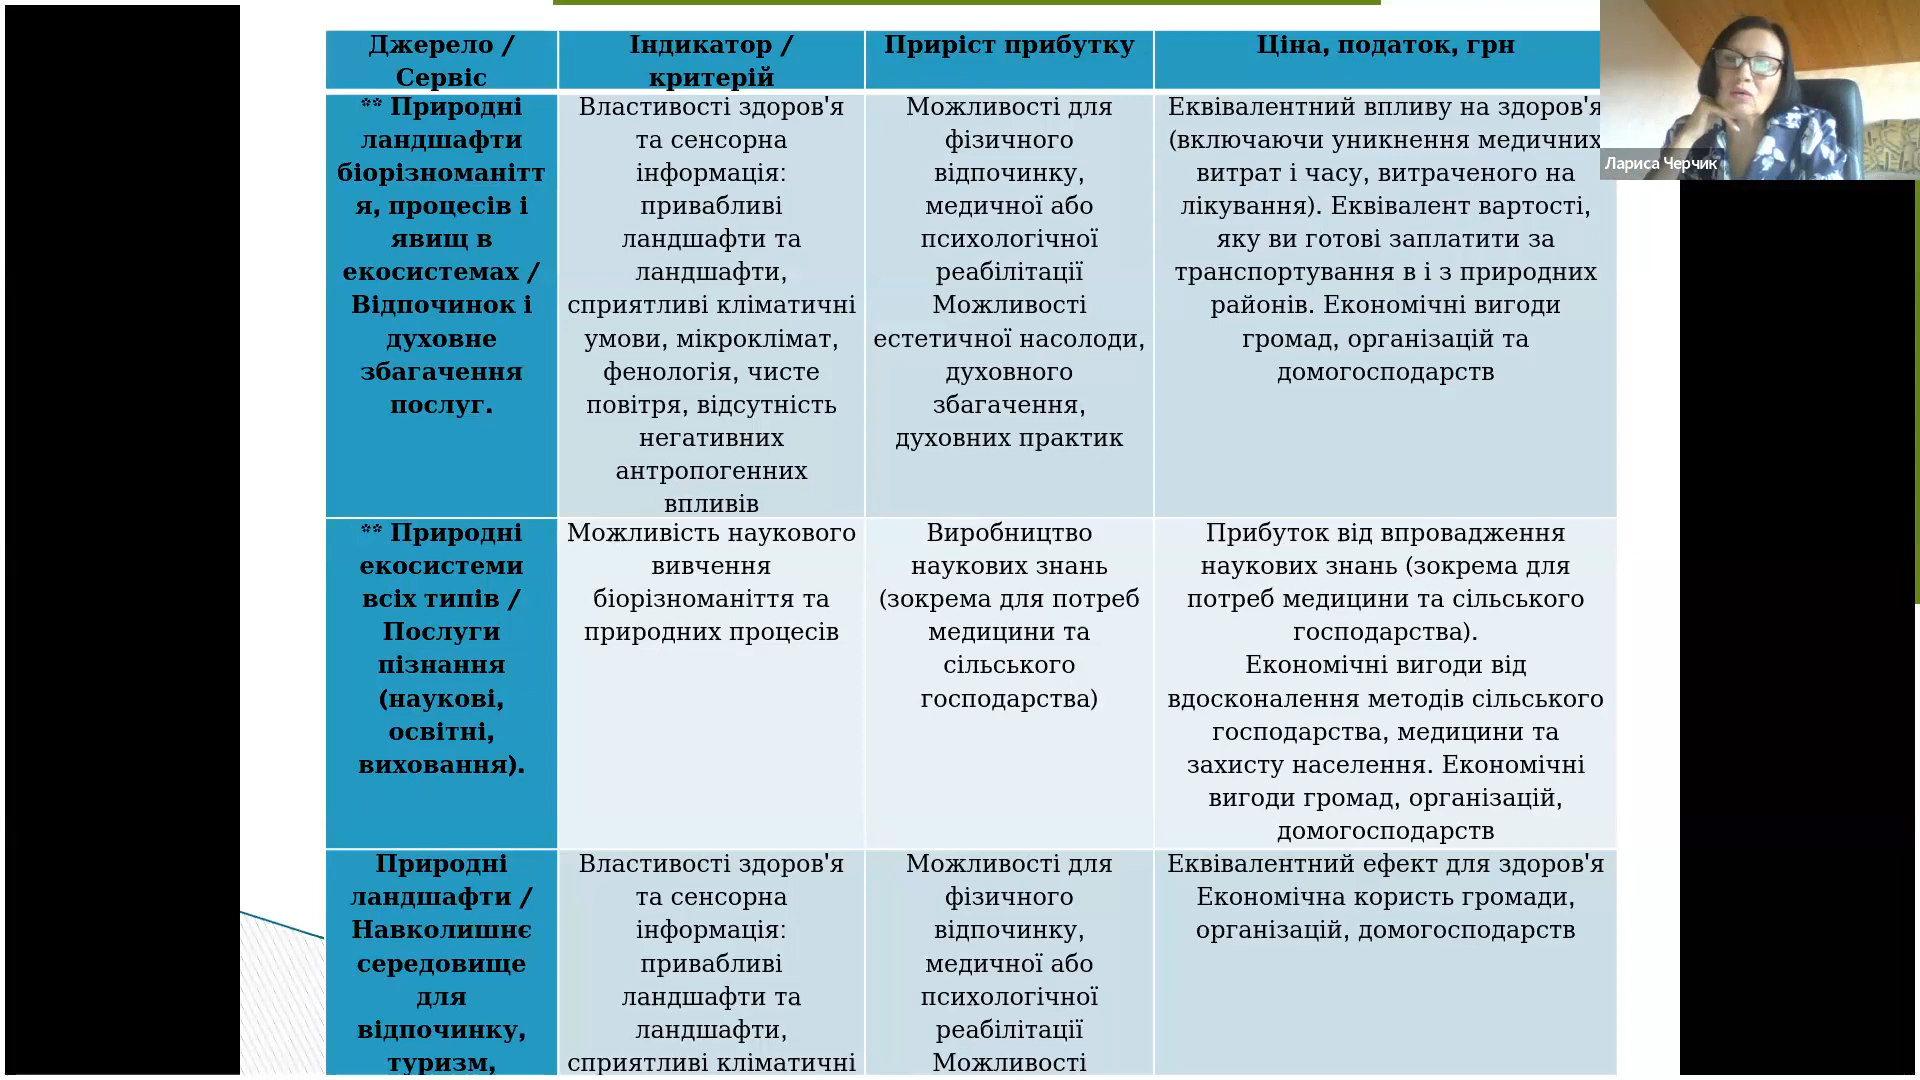 Джерело /
Сервіс
Індикатор /
критерій
Приріст прибутку
Ціна, податок, грн
** Природні
ландшафти
біорізноманітт
я, процесів і
явищ в
екосистемах /
Відпочинок і
духовне
збагачення
послуг.
Властивості здоров'я
та сенсорна
інформація:
привабливі
ландшафти та
ландшафти,
сприятливі кліматичні
умови, мікроклімат,
фенологія, чисте
повітря, відсутність
негативних
антропогенних
впливів
Можливості для
фізичного
відпочинку,
медичної або
психологічної
реабілітації
Можливості
естетичної насолоди,
духовного
збагачення,
духовних практик
Еквівалентний впливу на здоров'я
(включаючи уникнення медичних
витрат і часу, витраченого на
лікування). Еквівалент вартості,
яку ви готові заплатити за
транспортування в і з природних
районів. Економічні вигоди
громад, організацій та
домогосподарств
** Природні
екосистеми
всіх типів /
Послуги
пізнання
(наукові,
освітні,
виховання).
Можливість наукового
вивчення
біорізноманіття та
природних процесів
Виробництво
наукових знань
(зокрема для потреб
медицини та
сільського
господарства)
Прибуток від впровадження
наукових знань (зокрема для
потреб медицини та сільського
господарства).
Економічні вигоди від
вдосконалення методів сільського
господарства, медицини та
захисту населення. Економічні
вигоди громад, організацій,
домогосподарств
Природні
ландшафти /
Навколишнє
середовище
для
відпочинку,
туризм,
Властивості здоров'я
та сенсорна
інформація:
привабливі
ландшафти та
ландшафти,
сприятливі кліматичні
Можливості для
фізичного
відпочинку,
медичної або
психологічної
реабілітації
Можливості
Еквівалентний ефект для здоров'я
Економічна користь громади,
організацій, домогосподарств
Лариса Черчик